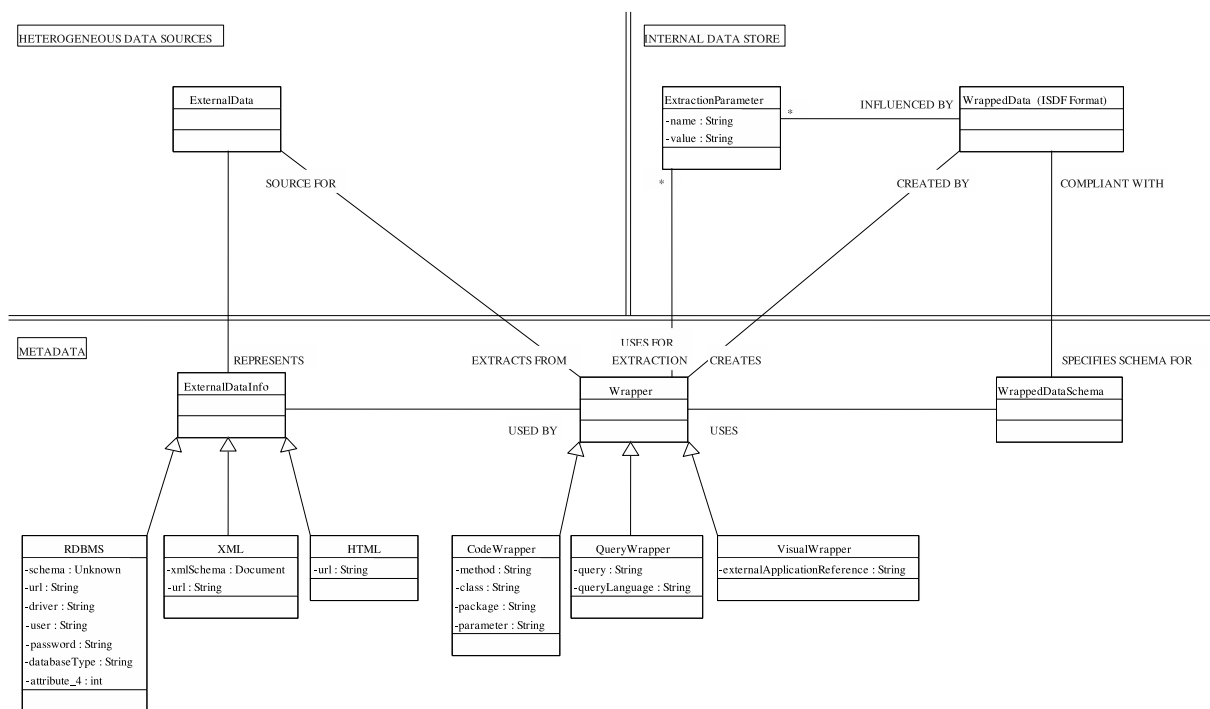 HETEROGENEOUS DATA SOURCES
INTERNAL DATA STORE
ExternalData
ExtractionParameter
-name : String
-value : String
*
*
INFLUENCED BY
WrappedData (ISDF Format)
SOURCE FOR
CREATED BY
COMPLIANT WITH
METADATA
REPRESENTS
EXTRACTS FROM
USES FOR
EXTRACTION
CREATES
SPECIFIES SCHEMA FOR
ExternalDataInfo
Wrapper
WrappedDataSchema
USED BY
USES
RDBMS
-schema : Unknown
-url : String
-driver : String
-user : String
-password : String
-databaseType : String
-attribute_4 : int
XML
-xmlSchema : Document
-url : String
HTML
-url : String
CodeWrapper
-method : String
-class : String
-package : String
-parameter : String
QueryWrapper
-query : String
-queryLanguage : String
VisualWrapper
-externalApplicationReference : String